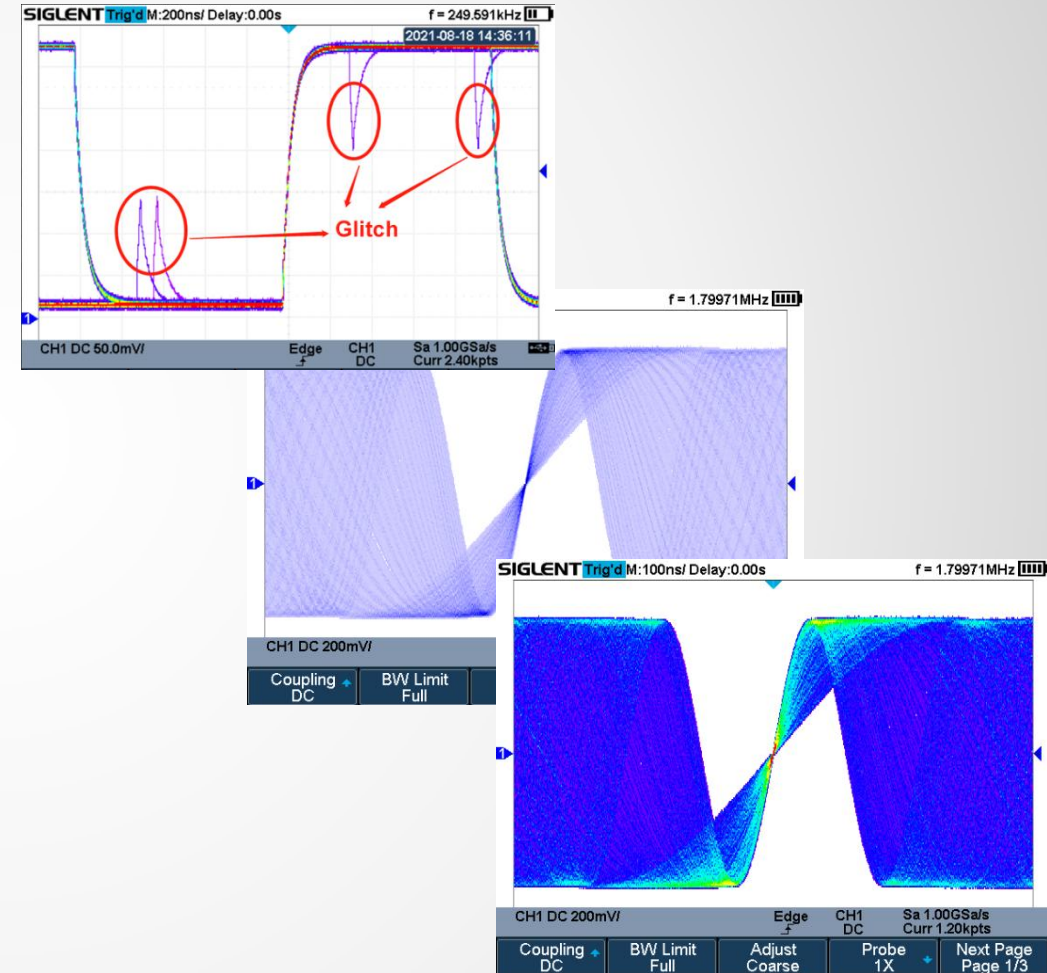 SIGLENT Trig'd M:200ns/ Delay:0.00s f = 249.591kHz
2021-08-18 14:36:11
Glitch
1
CH1 DC 50.0mV/ Edge CH1 DC Sa 1.00GSa/s Curr 2.40kpts
f = 1.79971MHz
1
CH1 DC 200mV/
Coupling DC BW Limit Full
SIGLENT Trig'd M:100ns/ Delay:0.00s f = 1.79971MHz
1
CH1 DC 200mV/ Edge CH1 DC Sa 1.00GSa/s Curr 1.20kpts
Coupling DC BW Limit Full Adjust Coarse Probe 1X Next Page Page 1/3